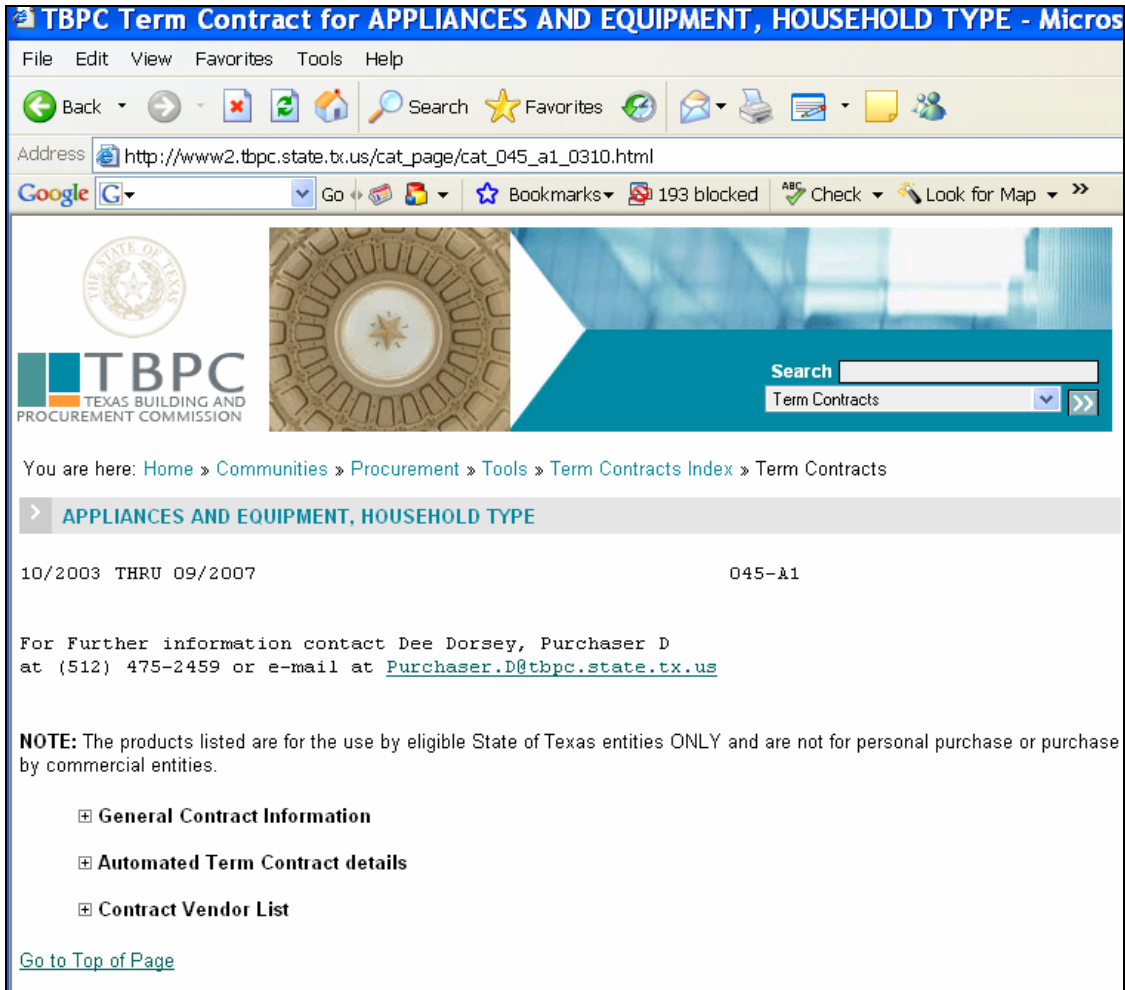 TBPC Term Contract for APPLIANCES AND EQUIPMENT, HOUSEHOLD TYPE - Micros
File Edit View Favorites Tools Help
Back Search Favorites
Address http://www2.tbpc.state.tx.us/cat_page/cat_045_a1_0310.html
Google G Go Bookmarks 193 blocked ABC Check Look for Map »
THE STATE OF TEXAS
TBPC
TEXAS BUILDING AND
PROCUREMENT COMMISSION
Search
Term Contracts
You are here: Home » Communities » Procurement » Tools » Term Contracts Index » Term Contracts
APPLIANCES AND EQUIPMENT, HOUSEHOLD TYPE
10/2003 THRU 09/2007 045-A1
For Further information contact Dee Dorsey, Purchaser D
at (512) 475-2459 or e-mail at Purchaser.D@tbpc.state.tx.us
NOTE: The products listed are for the use by eligible State of Texas entities ONLY and are not for personal purchase or purchase
by commercial entities.
General Contract Information
Automated Term Contract details
Contract Vendor List
Go to Top of Page